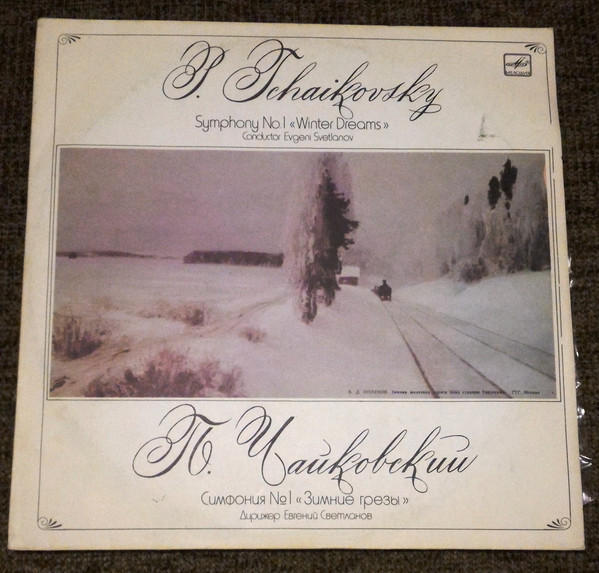 P. Tchaikovsky
Symphony No.1 «Winter Dreams»
Conductor Evgeni Svetlanov
П. Чайковский
Симфония №1 «Зимние грезы»
Дирижер Евгений Светланов